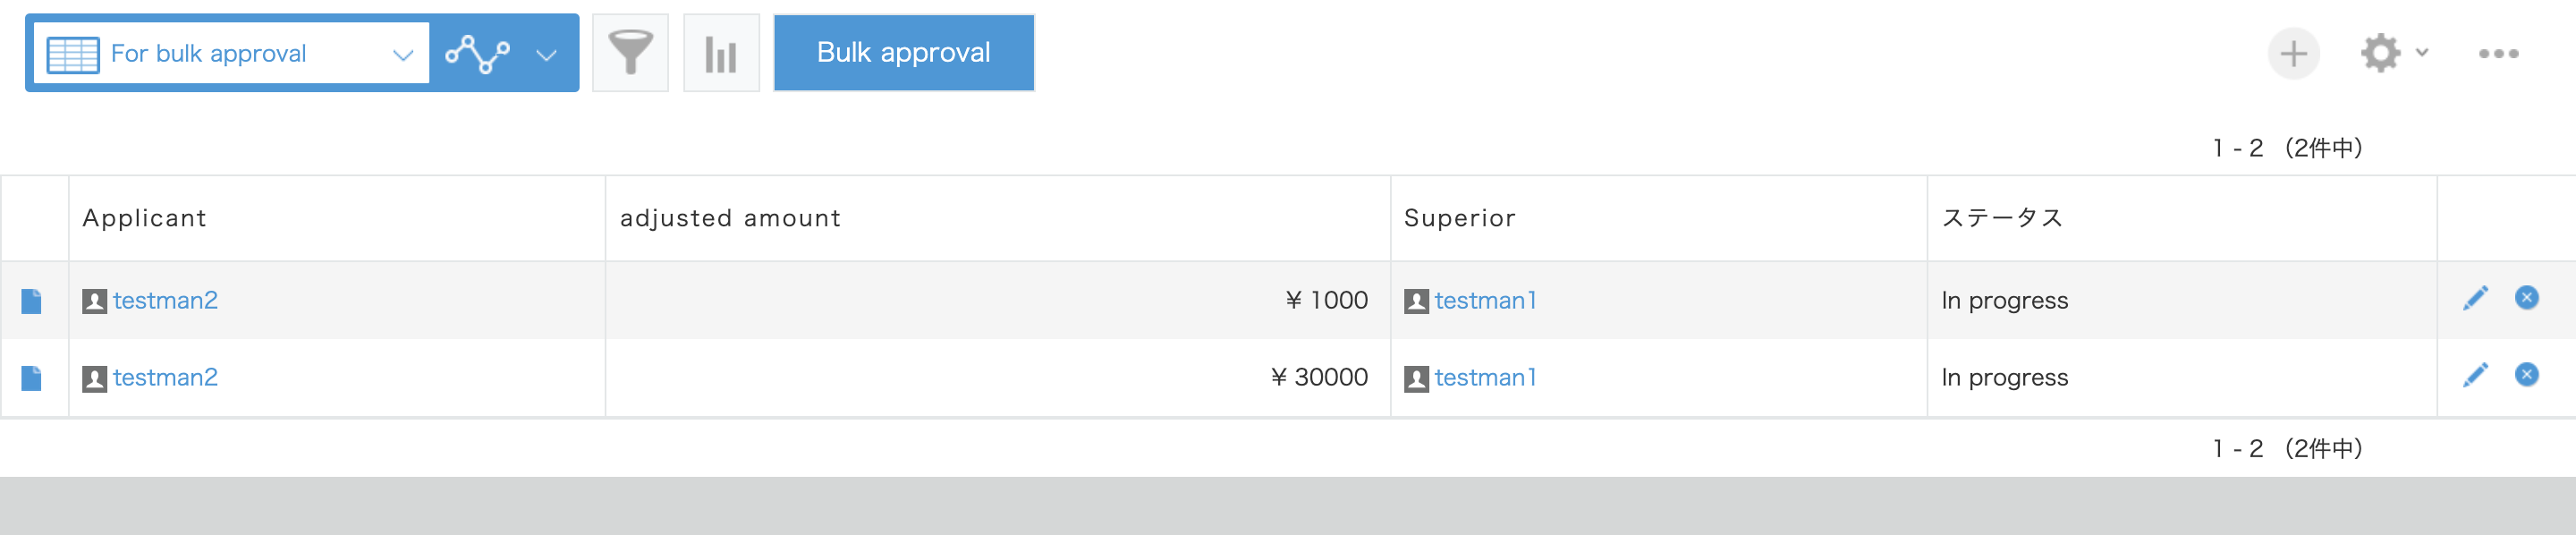 For bulk approval Bulk approval
1 - 2 （2件中）
Applicant adjusted amount Superior ステータス
testman2 ¥ 1000 testman1 In progress
testman2 ¥ 30000 testman1 In progress
1 - 2 （2件中）